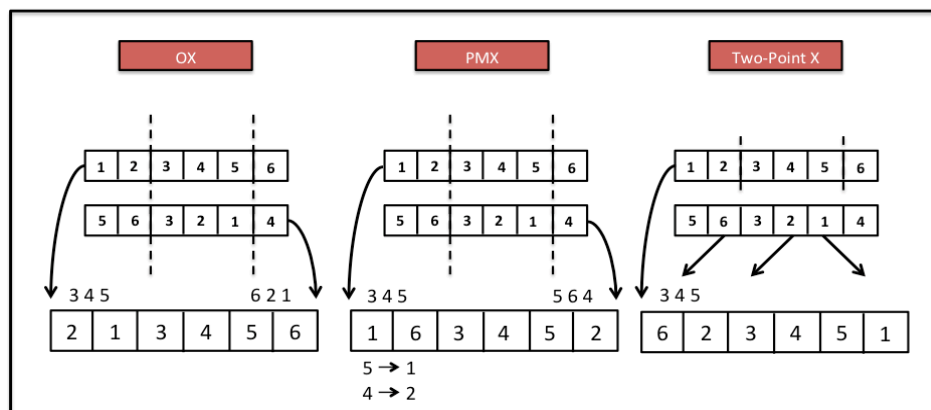 OX
PMX
Two-Point X
1 2 3 4 5 6
1 2 3 4 5 6
1 2 3 4 5 6
5 6 3 2 1 4
5 6 3 2 1 4
5 6 3 2 1 4
3 4 5
6 2 1
3 4 5
5 6 4
3 4 5
2 1 3 4 5 6
1 6 3 4 5 2
6 2 3 4 5 1
5 → 1
4 → 2